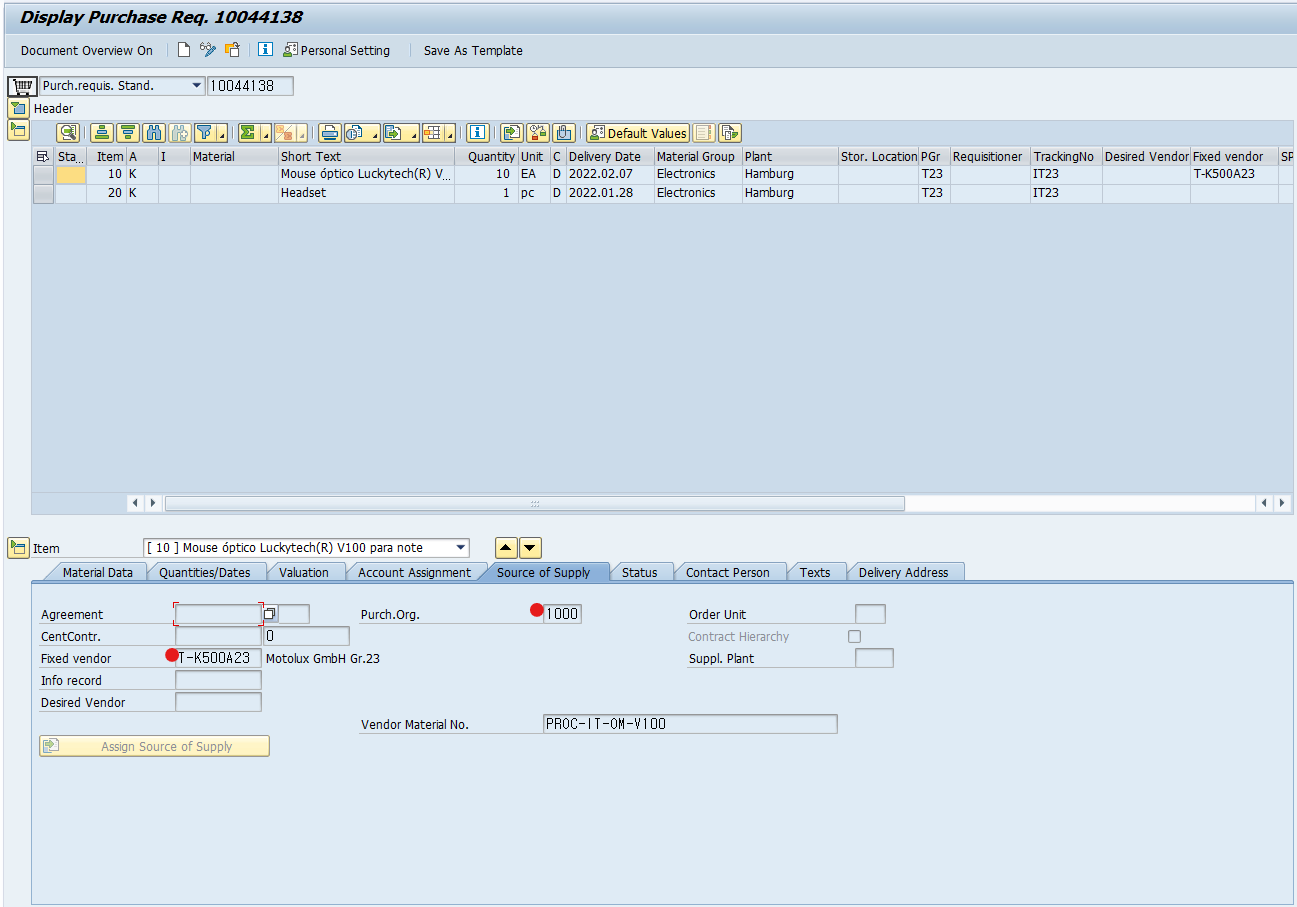 Display Purchase Req. 10044138
Document Overview On Personal Setting Save As Template
Purch.requis. Stand. 10044138
Header
Default Values
Sta... Item A I Material Short Text Quantity Unit C Delivery Date Material Group Plant Stor. Location PGr Requisitioner TrackingNo Desired Vendor Fixed vendor SP
10 K Mouse óptico Luckytech(R) V... 10 EA D 2022.02.07 Electronics Hamburg T23 IT23 T-K500A23
20 K Headset 1 pc D 2022.01.28 Electronics Hamburg T23 IT23
Item [ 10 ] Mouse óptico Luckytech(R) V100 para note
Material Data Quantities/Dates Valuation Account Assignment Source of Supply Status Contact Person Texts Delivery Address
Agreement Purch.Org. 1000 Order Unit
CentContr. 0 Contract Hierarchy
Fixed vendor T-K500A23 Motolux GmbH Gr.23 Suppl. Plant
Info record
Desired Vendor
Vendor Material No. PROC-IT-OM-V100
Assign Source of Supply